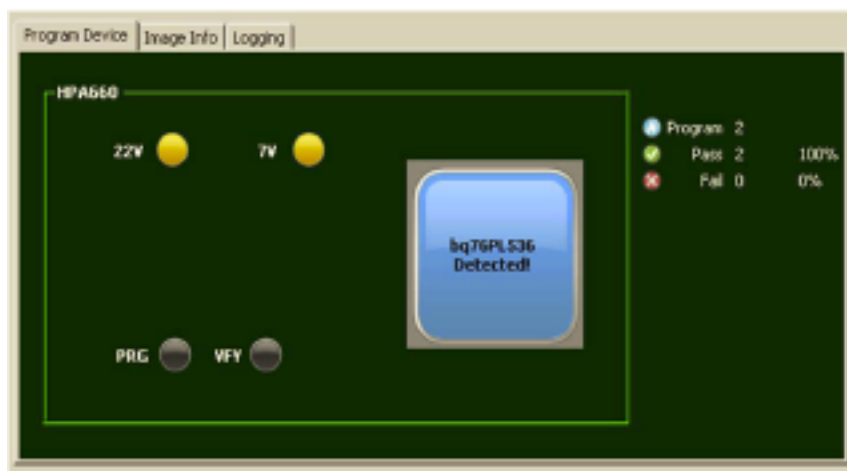 Program Device Image Info Logging
HPA660
22V 7V
Program 2
Pass 2 100%
Fail 0 0%
bq76PL536
Detected!
PRG VFY